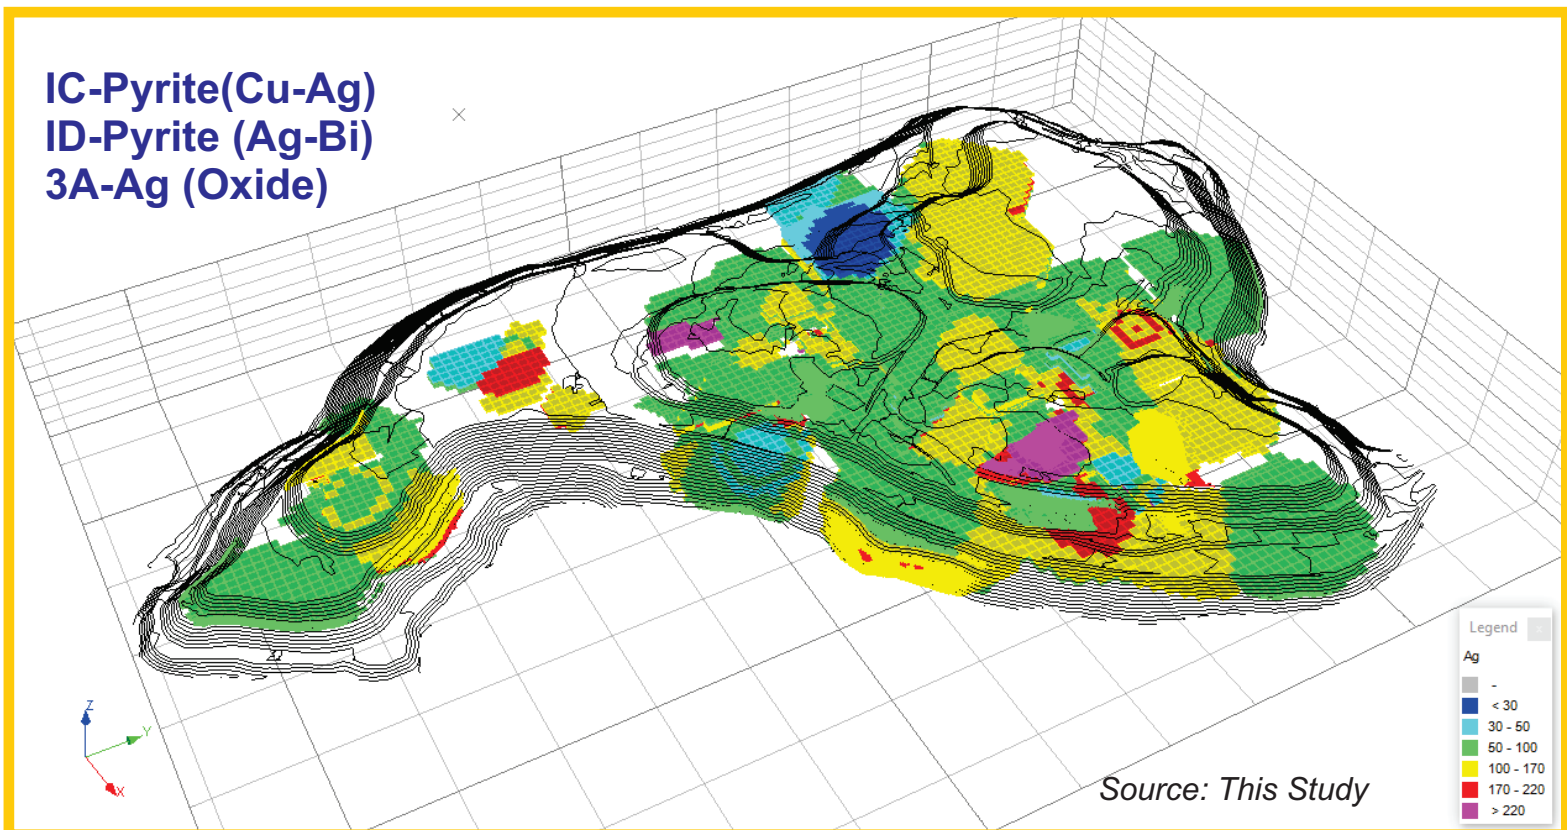 IC-Pyrite(Cu-Ag)
ID-Pyrite (Ag-Bi)
3A-Ag (Oxide)
Z
Y
X
Source: This Study
Legend x
Ag
-
< 30
30 - 50
50 - 100
100 - 170
170 - 220
> 220